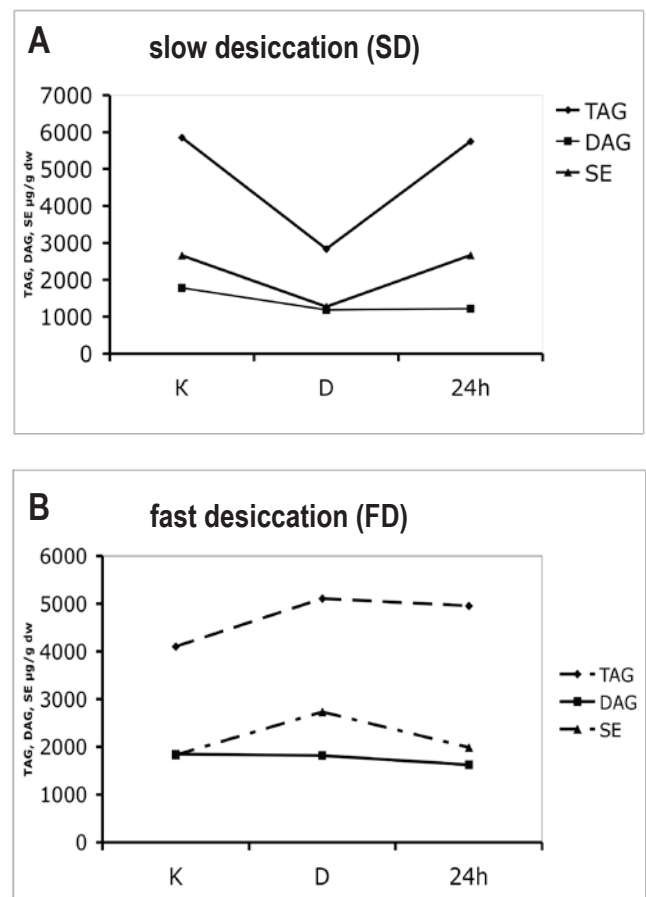 A slow desiccation (SD)
7000
6000
5000
4000
3000
2000
1000
0
TAG, DAG, SE µg/g dw
K D 24h
TAG
DAG
SE
B fast desiccation (FD)
6000
5000
4000
3000
2000
1000
0
TAG, DAG, SE µg/g dw
K D 24h
TAG
DAG
SE